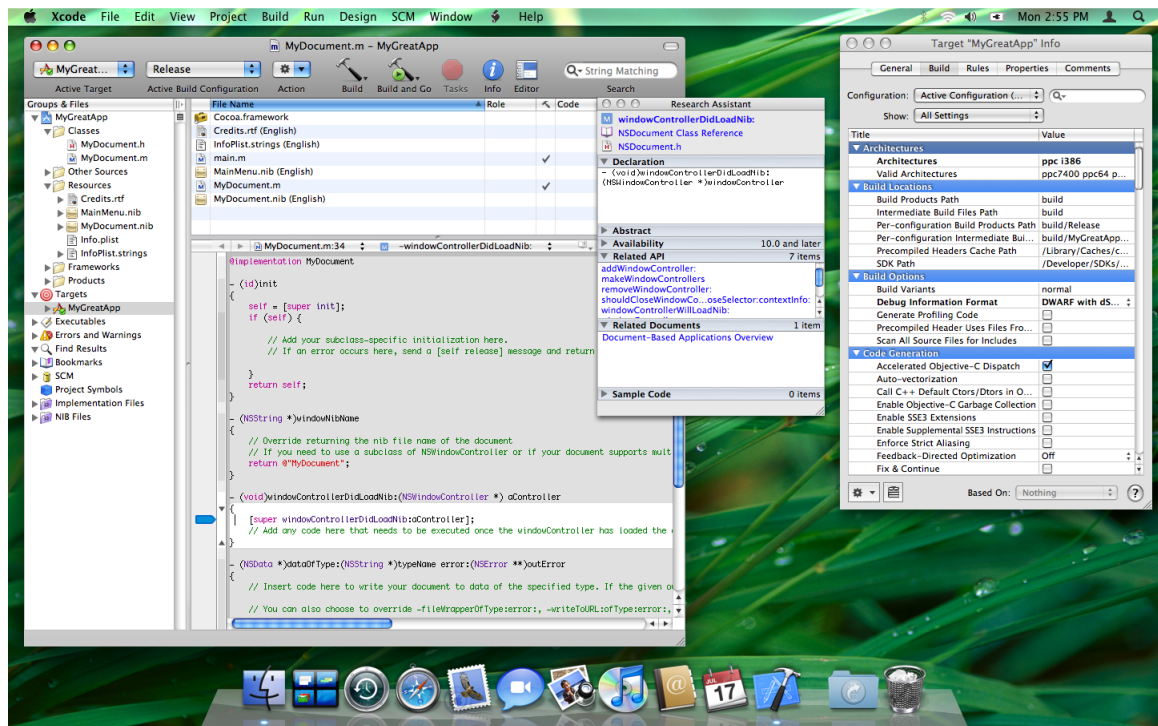 Xcode File Edit View Project Build Run Design SCM Window Help Mon 2:55 PM
MyDocument.m – MyGreatApp
MyGreat... Release String Matching
Active Target Active Build Configuration Action Build Build and Go Tasks Info Editor Search
Groups & Files
MyGreatApp
Classes
MyDocument.h
MyDocument.m
Other Sources
Resources
Credits.rtf
MainMenu.nib
MyDocument.nib
Info.plist
InfoPlist.strings
Frameworks
Products
Targets
MyGreatApp
Executables
Errors and Warnings
Find Results
Bookmarks
SCM
Project Symbols
Implementation Files
NIB Files
File Name Role Code
Cocoa.framework
Credits.rtf (English)
InfoPlist.strings (English)
main.m
MainMenu.nib (English)
MyDocument.m
MyDocument.nib (English)
MyDocument.m:34 -windowControllerDidLoadNib:
@implementation MyDocument
- (id)init
{
self = [super init];
if (self) {
// Add your subclass-specific initialization here.
// If an error occurs here, send a [self release] message and return
}
return self;
}
- (NSString *)windowNibName
{
// Override returning the nib file name of the document
// If you need to use a subclass of NSWindowController or if your document supports mult
return @"MyDocument";
}
- (void)windowControllerDidLoadNib:(NSWindowController *) aController
{
[super windowControllerDidLoadNib:aController];
// Add any code here that needs to be executed once the windowController has loaded the
}
- (NSData *)dataOfType:(NSString *)typeName error:(NSError **)outError
{
// Insert code here to write your document to data of the specified type. If the given
// You can also choose to override -fileWrapperOfType:error:, -writeToURL:ofType:error:,
Research Assistant
windowControllerDidLoadNib:
NSDocument Class Reference
NSDocument.h
Declaration
- (void)windowControllerDidLoadNib:
(NSWindowController *)windowController
Abstract
Availability 10.0 and later
Related API 7 items
addWindowController:
makeWindowControllers
removeWindowController:
shouldCloseWindowCo...oseSelector:contextInfo:
windowControllerWillLoadNib:
Related Documents 1 item
Document-Based Applications Overview
Sample Code 0 items
Target "MyGreatApp" Info
General Build Rules Properties Comments
Configuration: Active Configuration (...
Show: All Settings
Title Value
Architectures
Architectures ppc i386
Valid Architectures ppc7400 ppc64 p...
Build Locations
Build Products Path build
Intermediate Build Files Path build
Per-configuration Build Products Path build/Release
Per-configuration Intermediate Bui... build/MyGreatApp...
Precompiled Headers Cache Path /Library/Caches/c...
SDK Path /Developer/SDKs/...
Build Options
Build Variants normal
Debug Information Format DWARF with dS...
Generate Profiling Code
Precompiled Header Uses Files Fro...
Scan All Source Files for Includes
Code Generation
Accelerated Objective-C Dispatch
Auto-vectorization
Call C++ Default Ctors/Dtors in O...
Enable Objective-C Garbage Collection
Enable SSE3 Extensions
Enable Supplemental SSE3 Instructions
Enforce Strict Aliasing
Feedback-Directed Optimization Off
Fix & Continue
Based On: Nothing ?
JUL
17